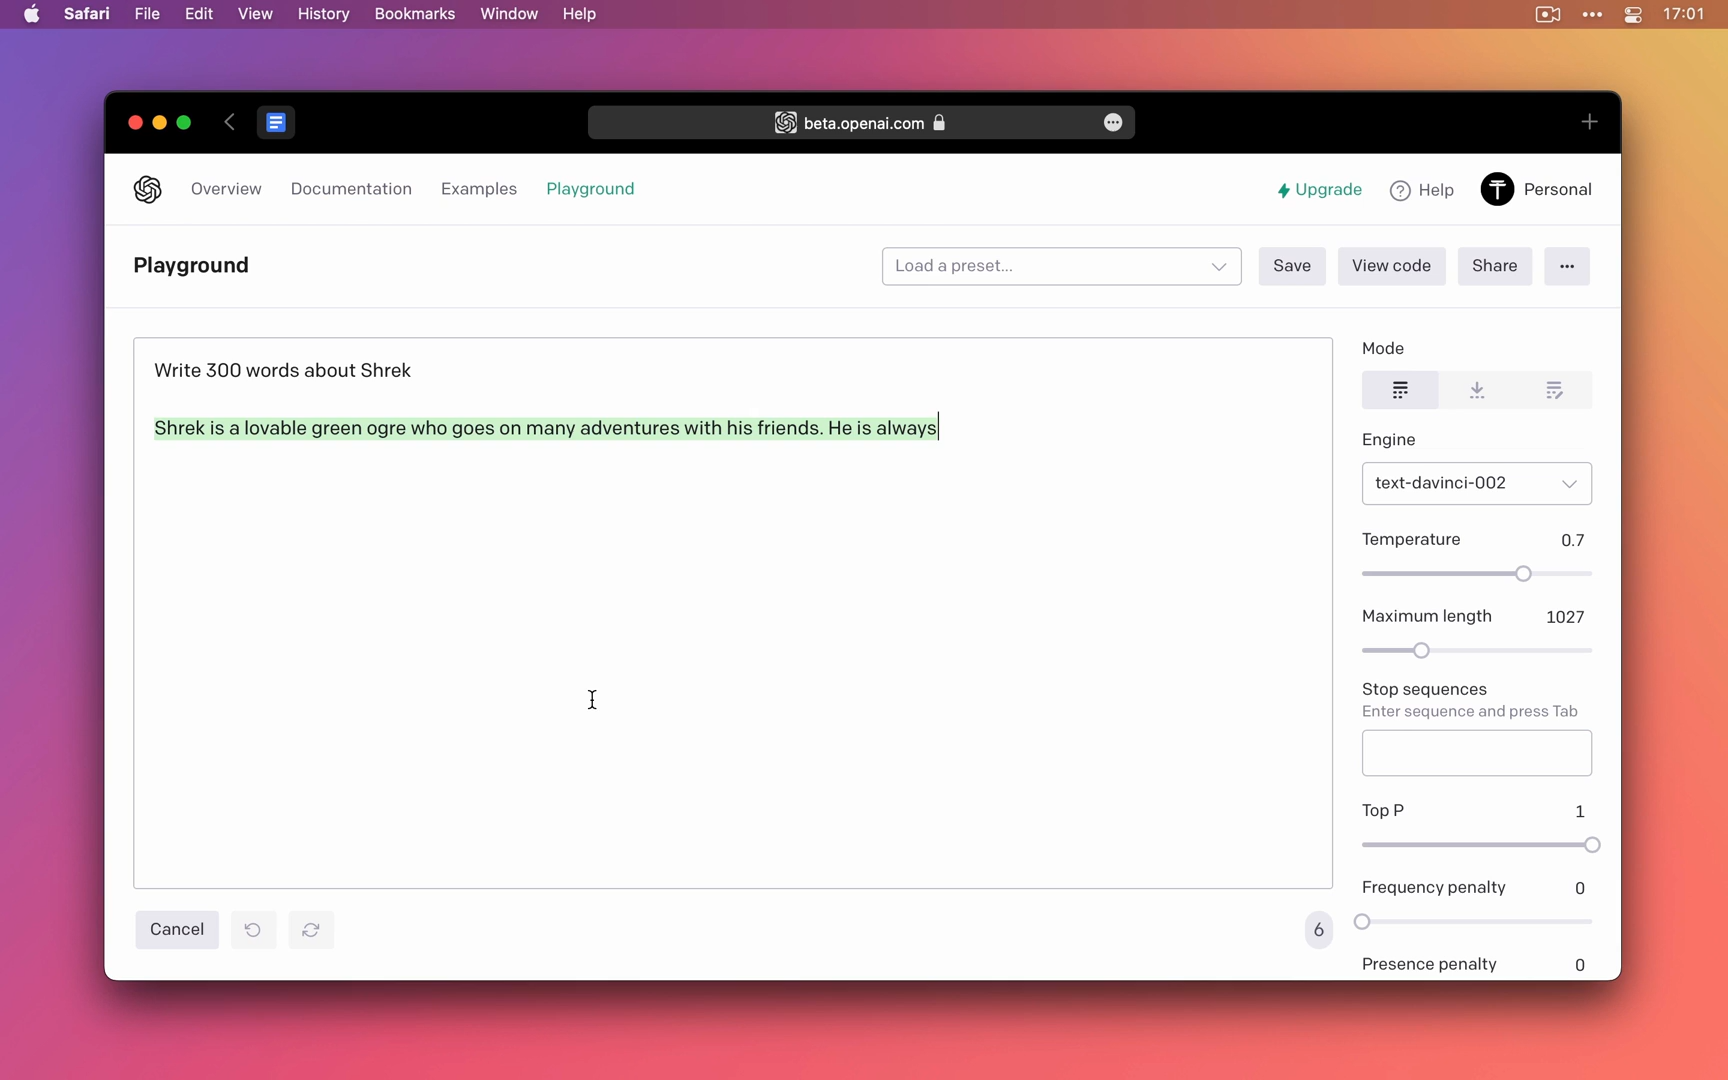 Safari File Edit View History Bookmarks Window Help 17:01
beta.openai.com
Overview Documentation Examples Playground Upgrade Help Personal
Playground Load a preset... Save View code Share
Write 300 words about Shrek
Shrek is a lovable green ogre who goes on many adventures with his friends. He is always
Mode
Engine
text-davinci-002
Temperature 0.7
Maximum length 1027
Stop sequences
Enter sequence and press Tab
Top P 1
Frequency penalty 0
Cancel 6
Presence penalty 0